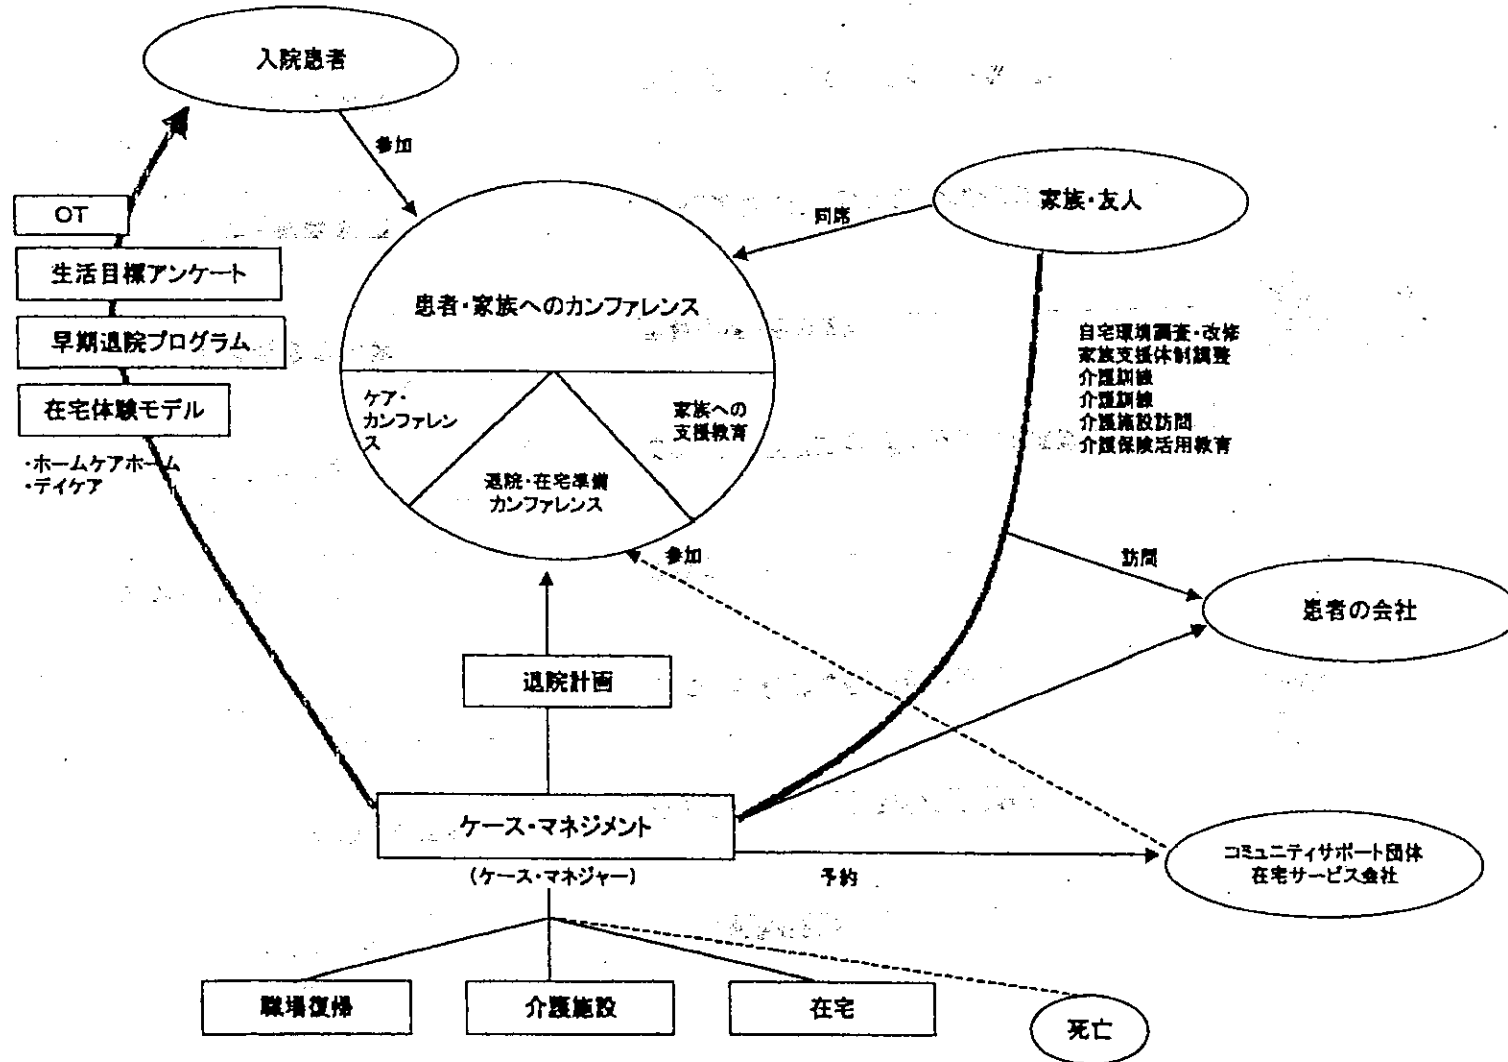 入院患者
参加
家族・友人
同席
OT
生活目標アンケート
早期退院プログラム
在宅体験モデル
・ホームケアホーム
・デイケア
患者・家族へのカンファレンス
ケア・
カンファレン
ス
家族への
支援教育
退院・在宅準備
カンファレンス
自宅環境調査・改修
家族支援体制調整
介護訓練
介護訓練
介護施設訪問
介護保険活用教育
参加
訪問
患者の会社
退院計画
ケース・マネジメント
(ケース・マネジャー)
予約
コミュニティサポート団体
在宅サービス会社
職場復帰
介護施設
在宅
死亡